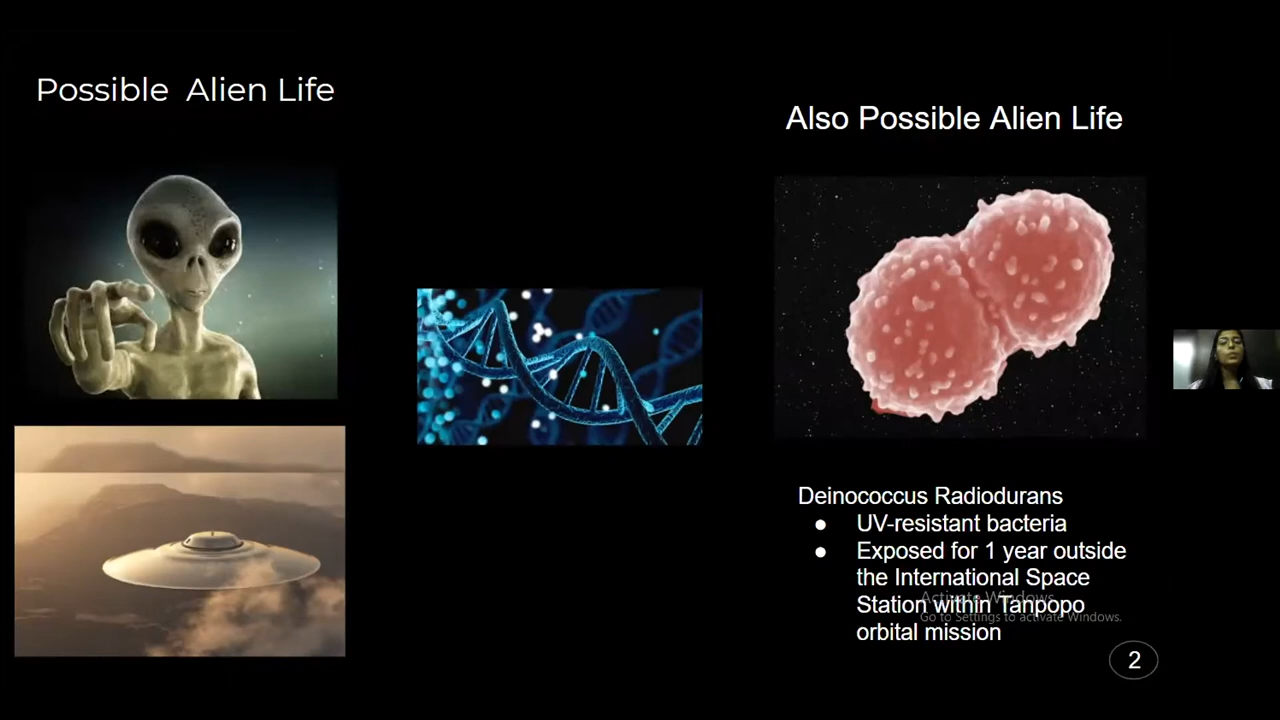 Possible Alien Life
Also Possible Alien Life
Deinococcus Radiodurans
● UV-resistant bacteria
● Exposed for 1 year outside
the International Space
Station within Tanpopo
orbital mission
Activate Windows
Go to Settings to activate Windows.
2